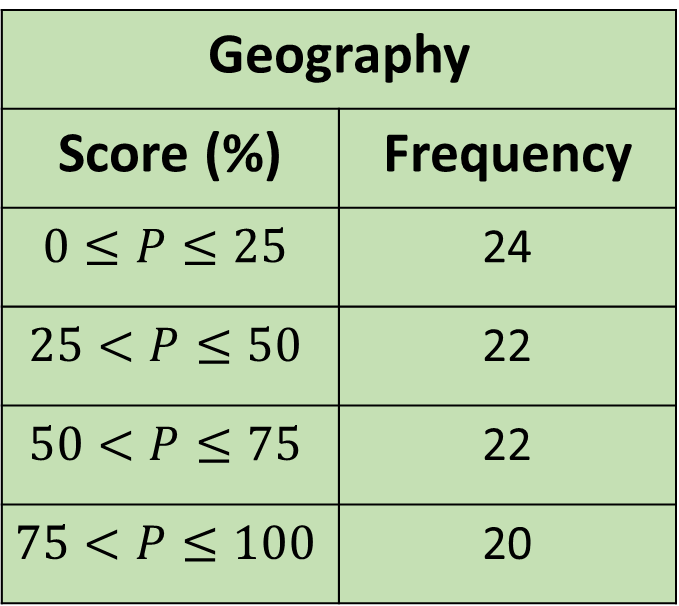 Geography
Score (%) Frequency
0 ≤ P ≤ 25 24
25 < P ≤ 50 22
50 < P ≤ 75 22
75 < P ≤ 100 20